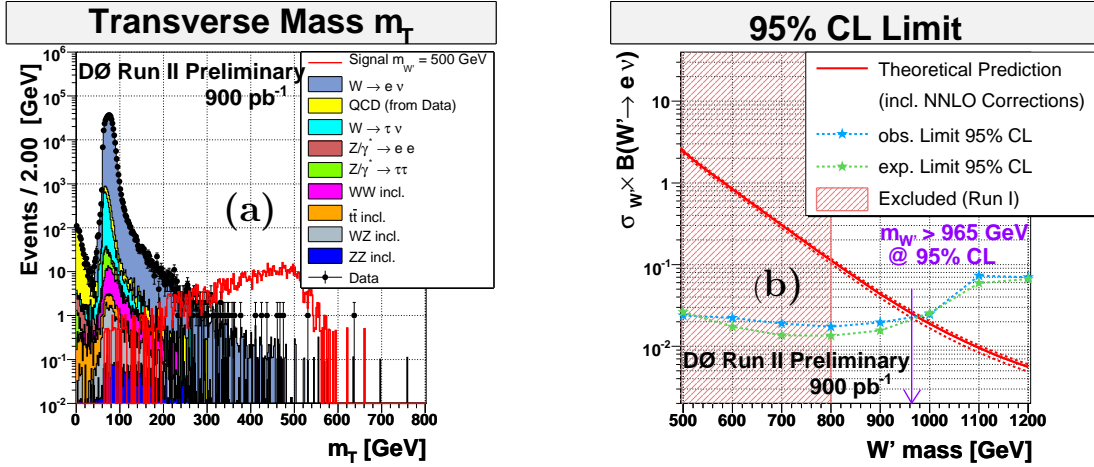 Transverse Mass m_T
Events / 2.00 [GeV]
10^6
10^5
10^4
10^3
10^2
10
1
10^-1
10^-2
DØ Run II Preliminary
900 pb^-1
(a)
Signal m_W' = 500 GeV
W → e ν
QCD (from Data)
W → τ ν
Z/γ* → e e
Z/γ* → ττ
WW incl.
tt̄ incl.
WZ incl.
ZZ incl.
Data
0 100 200 300 400 500 600 700 800
m_T [GeV]
95% CL Limit
σ_W' × B(W' → e ν)
10
1
10^-1
10^-2
Theoretical Prediction
(incl. NNLO Corrections)
obs. Limit 95% CL
exp. Limit 95% CL
Excluded (Run I)
m_W' > 965 GeV
@ 95% CL
(b)
DØ Run II Preliminary
900 pb^-1
500 600 700 800 900 1000 1100 1200
W' mass [GeV]